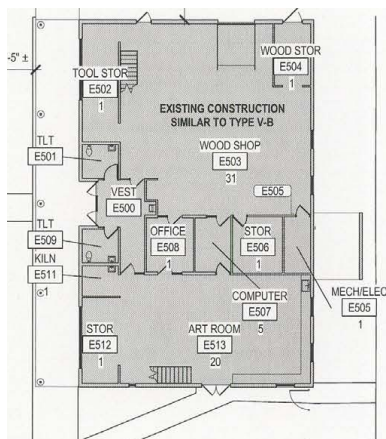 -5" ±
WOOD STOR
E504
1
TOOL STOR
E502
1
EXISTING CONSTRUCTION
SIMILAR TO TYPE V-B
WOOD SHOP
E503
31
TLT
E501
E505
VEST
E500
TLT
E509
OFFICE
E508
1
STOR
E506
1
KILN
E511
1
COMPUTER
E507
5
MECH/ELEC
E505
1
STOR
E512
1
ART ROOM
E513
20